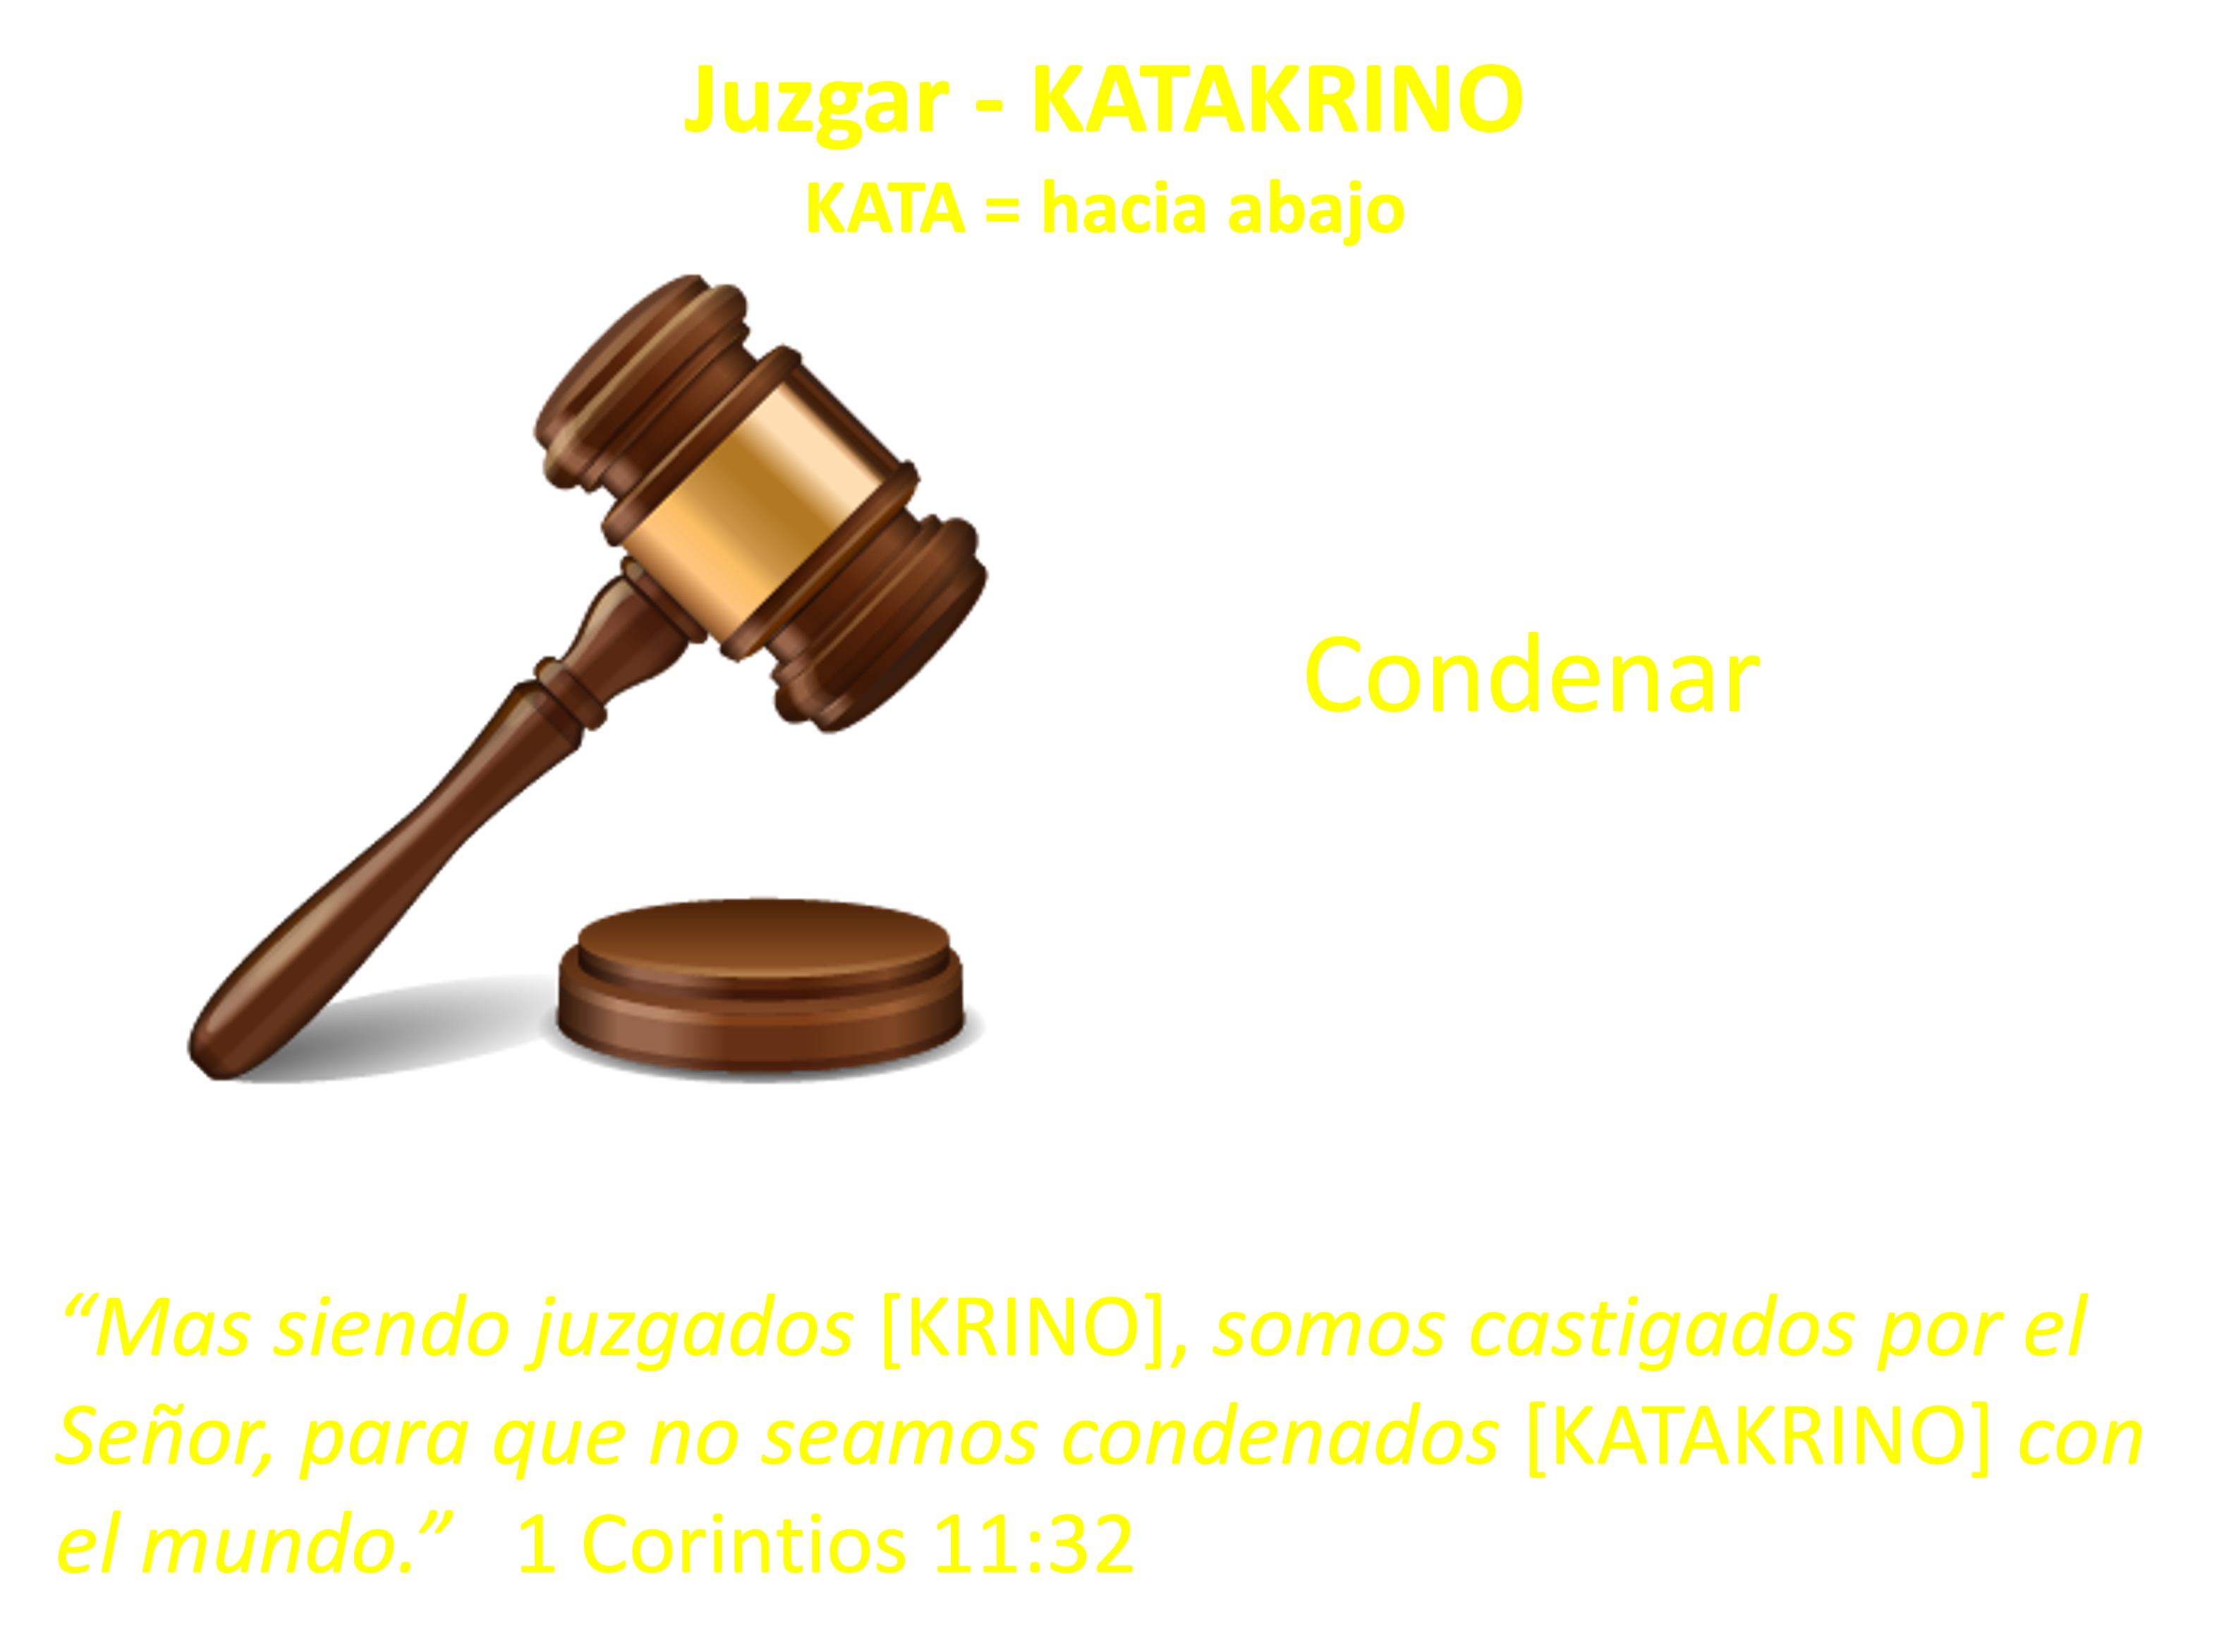 Juzgar - KATAKRINO
KATA = hacia abajo
Condenar
“Mas siendo juzgados [KRINO], somos castigados por el
Señor, para que no seamos condenados [KATAKRINO] con
el mundo.” 1 Corintios 11:32